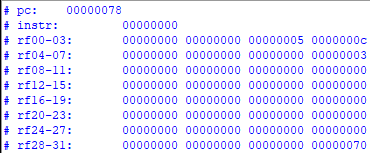 # pc: 00000078
# instr: 00000000
# rf00-03: 00000000 00000000 00000005 0000000c
# rf04-07: 00000000 00000000 00000000 00000003
# rf08-11: 00000000 00000000 00000000 00000000
# rf12-15: 00000000 00000000 00000000 00000000
# rf16-19: 00000000 00000000 00000000 00000000
# rf20-23: 00000000 00000000 00000000 00000000
# rf24-27: 00000000 00000000 00000000 00000000
# rf28-31: 00000000 00000000 00000000 00000070